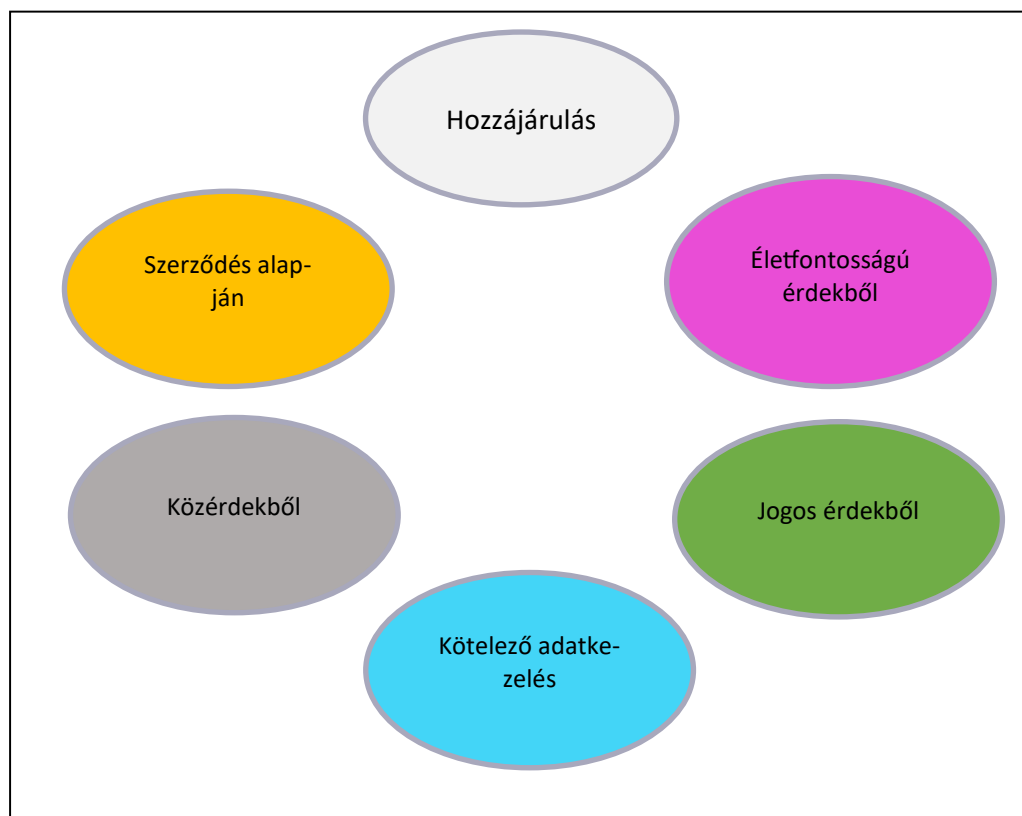 Hozzájárulás
Szerződés alap-
ján
Életfontosságú
érdekből
Közérdekből
Jogos érdekből
Kötelező adatke-
zelés